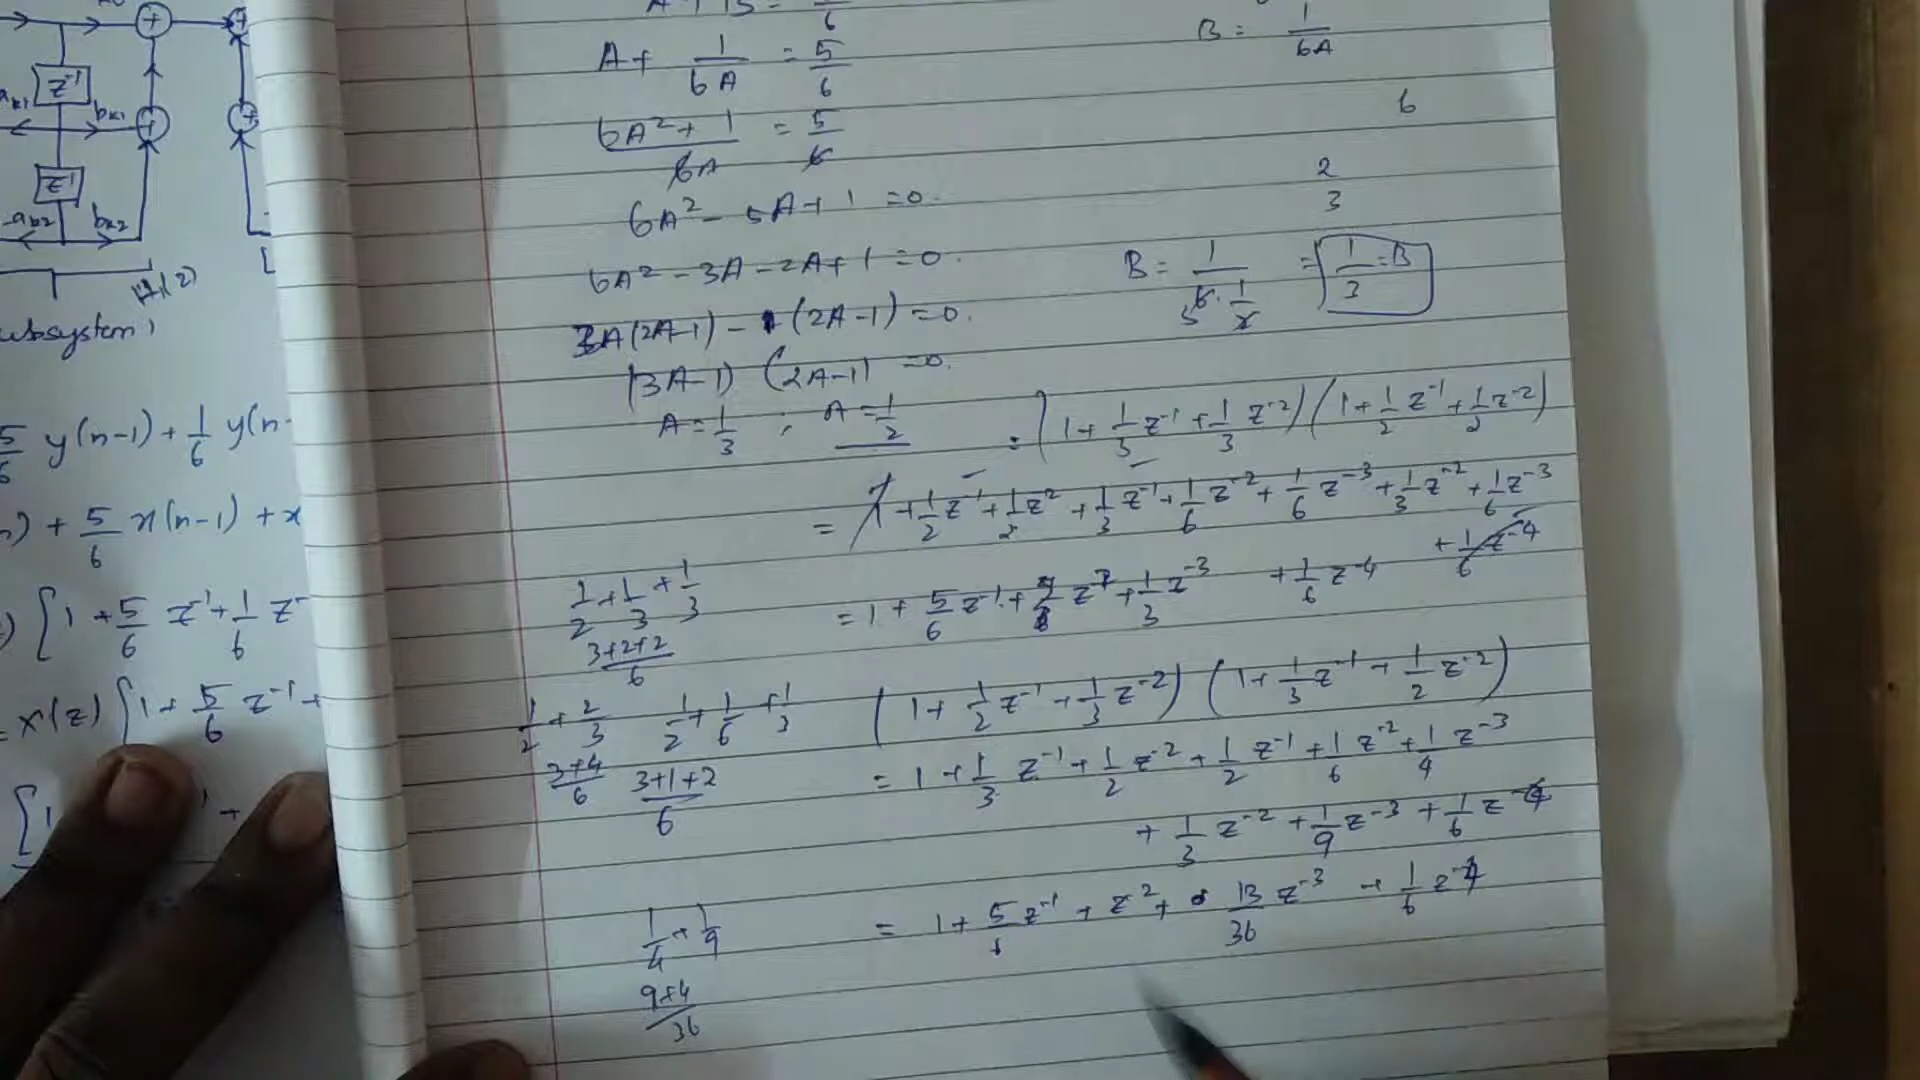 z⁻¹
bK1
z⁻¹
-aK2 bK2
H1(z)
ubsystem)
5/6 y(n-1) + 1/6 y(n-
) + 5/6 x(n-1) + x
) [1 + 5/6 z⁻¹ + 1/6 z⁻
= X(z) [1 + 5/6 z⁻¹ +
A + 1/6A = 5/6
B = 1/6A
6
(6A² + 1)/6A = 5/6
2
3
6A² - 5A + 1 = 0.
6A² - 3A - 2A + 1 = 0.
B = 1/(6·1/2) = 1/3 = B
3A(2A-1) - 1(2A-1) = 0.
(3A-1) (2A-1) = 0.
A = 1/3 ; A = 1/2
= (1 + 1/3 z⁻¹ + 1/3 z⁻²) (1 + 1/2 z⁻¹ + 1/2 z⁻²)
= 1 + 1/2 z⁻¹ + 1/2 z² + 1/3 z⁻¹ + 1/6 z⁻² + 1/6 z⁻³ + 1/3 z⁻² + 1/6 z⁻³
+ 1/6 z⁻⁴
1/2 + 1/3 + 1/3
= 1 + 5/6 z⁻¹ + + 1/3 z⁻³ + 1/6 z⁻⁴
(3+2+2)/6
(1 + 1/2 z⁻¹ + 1/3 z⁻²) (1 + 1/3 z⁻¹ + 1/2 z⁻²)
1/2 + 2/3 1/2 + 1/6 + 1/3
= 1 + 1/3 z⁻¹ + 1/2 z⁻² + 1/2 z⁻¹ + 1/6 z⁻² + 1/4 z⁻³
(3+4)/6 (3+1+2)/6
+ 1/3 z⁻² + 1/9 z⁻³ + 1/6 z⁻⁴
1/4 + 1/9
= 1 + 5/6 z⁻¹ + z² + 13/36 z⁻³ + 1/6 z⁻⁴
(9+4)/36